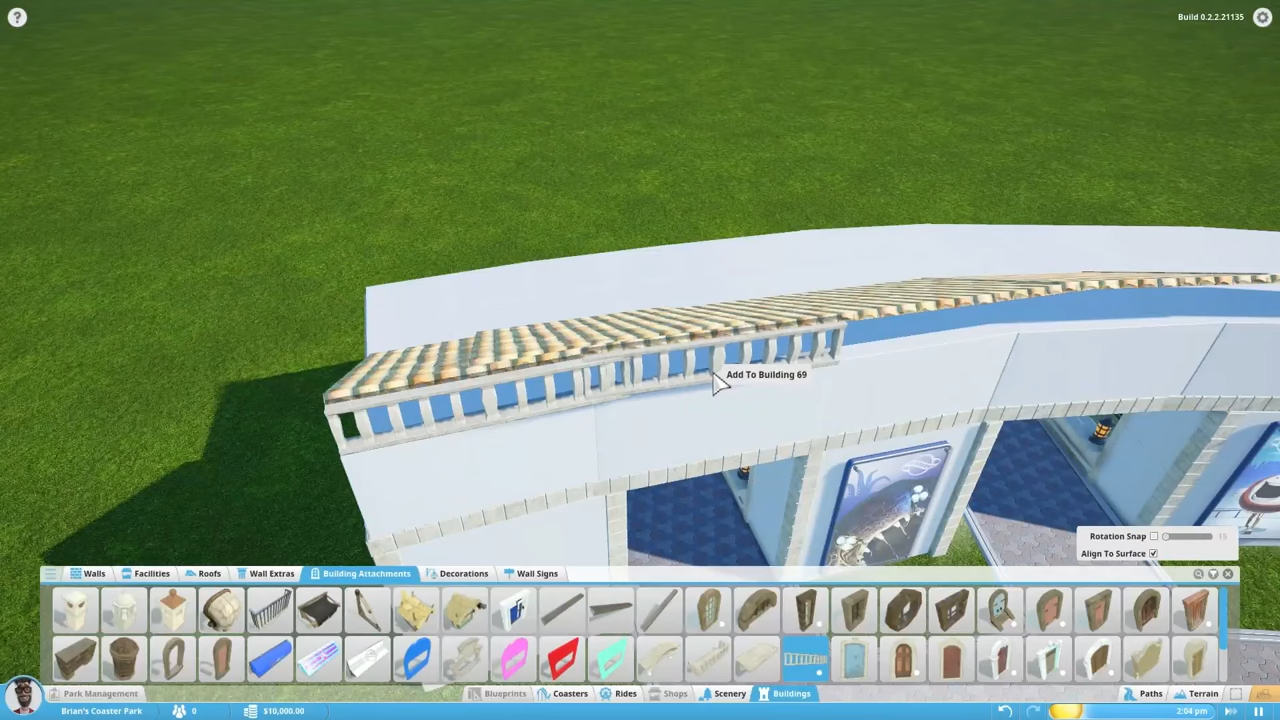 Build 0.2.2.21135
Add To Building 69
Rotation Snap 15
Align To Surface
Walls Facilities Roofs Wall Extras Building Attachments Decorations Wall Signs
Park Management Blueprints Coasters Rides Shops Scenery Buildings Paths Terrain
Brian's Coaster Park 0 $10,000.00 2:04 pm